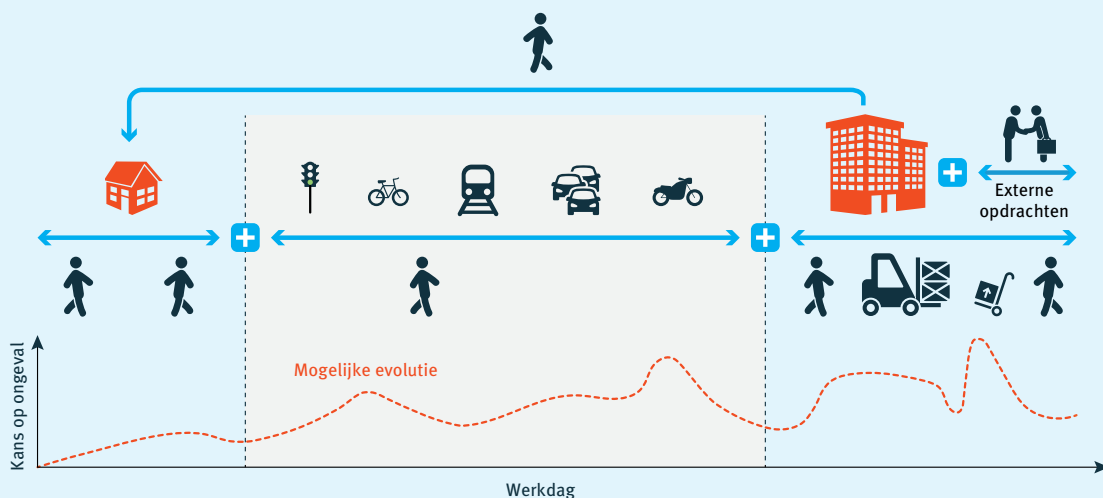 Externe
opdrachten
Mogelijke evolutie
Kans op ongeval
Werkdag